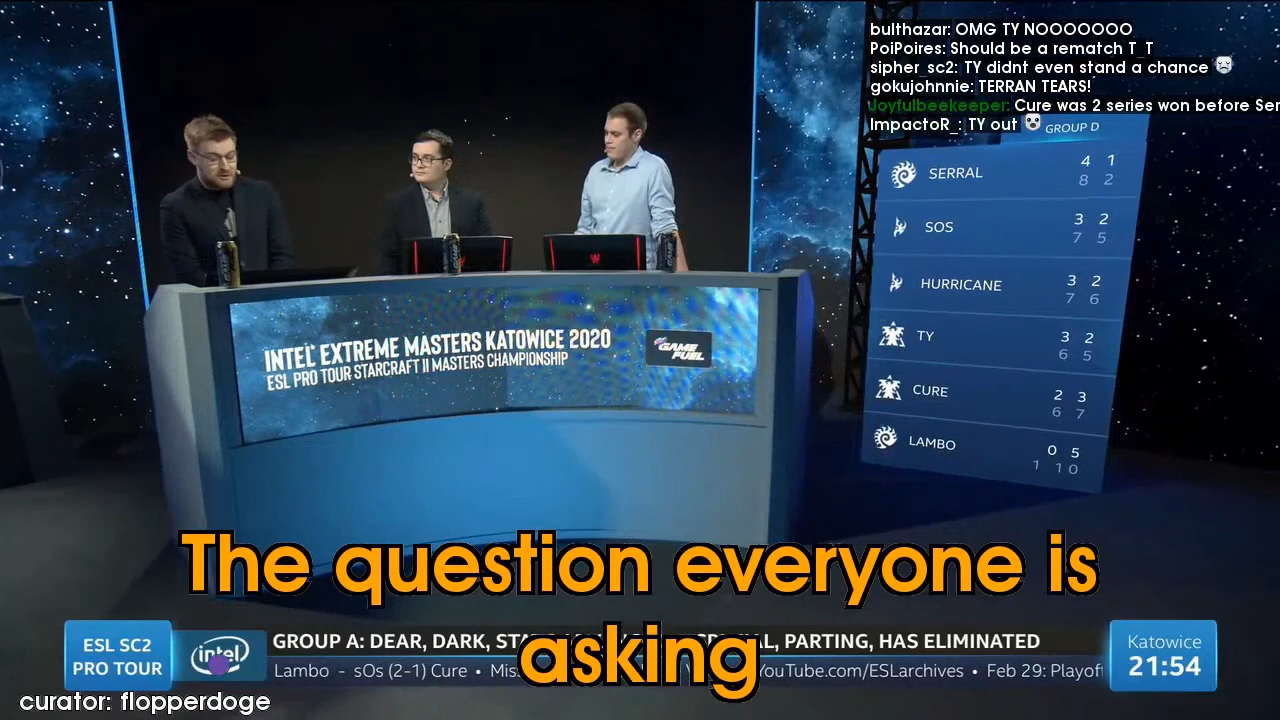 bulthazar: OMG TY NOOOOOOO
PoiPoires: Should be a rematch T_T
sipher_sc2: TY didnt even stand a chance
gokujohnnie: TERRAN TEARS!
Joyfulbeekeeper: Cure was 2 series won before Ser
ImpactoR_: TY out
GROUP D
SERRAL 4 1
8 2
SOS 3 2
7 5
HURRICANE 3 2
7 6
TY 3 2
6 5
CURE 2 3
6 7
LAMBO 0 5
1 10
INTEL EXTREME MASTERS KATOWICE 2020
ESL PRO TOUR STARCRAFT II MASTERS CHAMPIONSHIP
GAME
FUEL
The question everyone is
asking
ESL SC2
PRO TOUR
intel
GROUP A: DEAR, DARK, PARTING, HAS ELIMINATED
Lambo - sOs (2-1) Cure • YouTube.com/ESLarchives • Feb 29: Playoff
Katowice
21:54
curator: flopperdoge